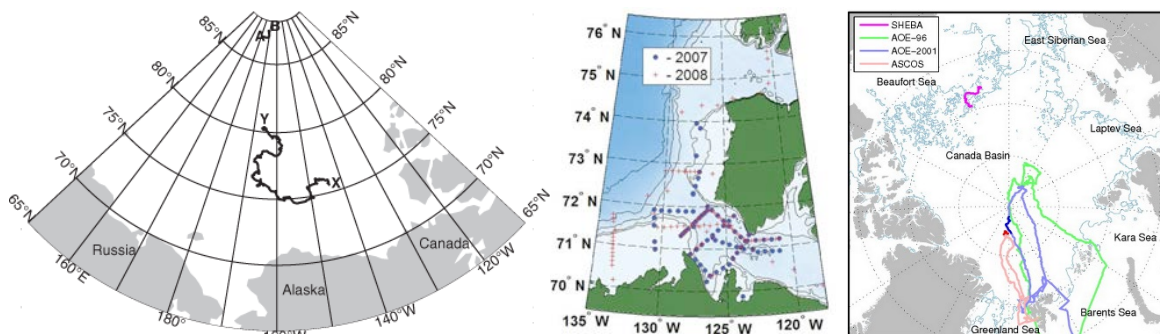 85°N
80°N
75°N
70°N
65°N
A
B
85°N
80°N
75°N
70°N
65°N
Y
X
Russia
Alaska
Canada
160°E
180°
140°W
120°W
76° N
75° N
74° N
73° N
72° N
71° N
70° N
- 2007
- 2008
135° W
130° W
125° W
120° W
SHEBA
AOE-96
AOE-2001
ASCOS
East Siberian Sea
Beaufort Sea
Laptev Sea
Canada Basin
Kara Sea
Barents Sea
Greenland Sea